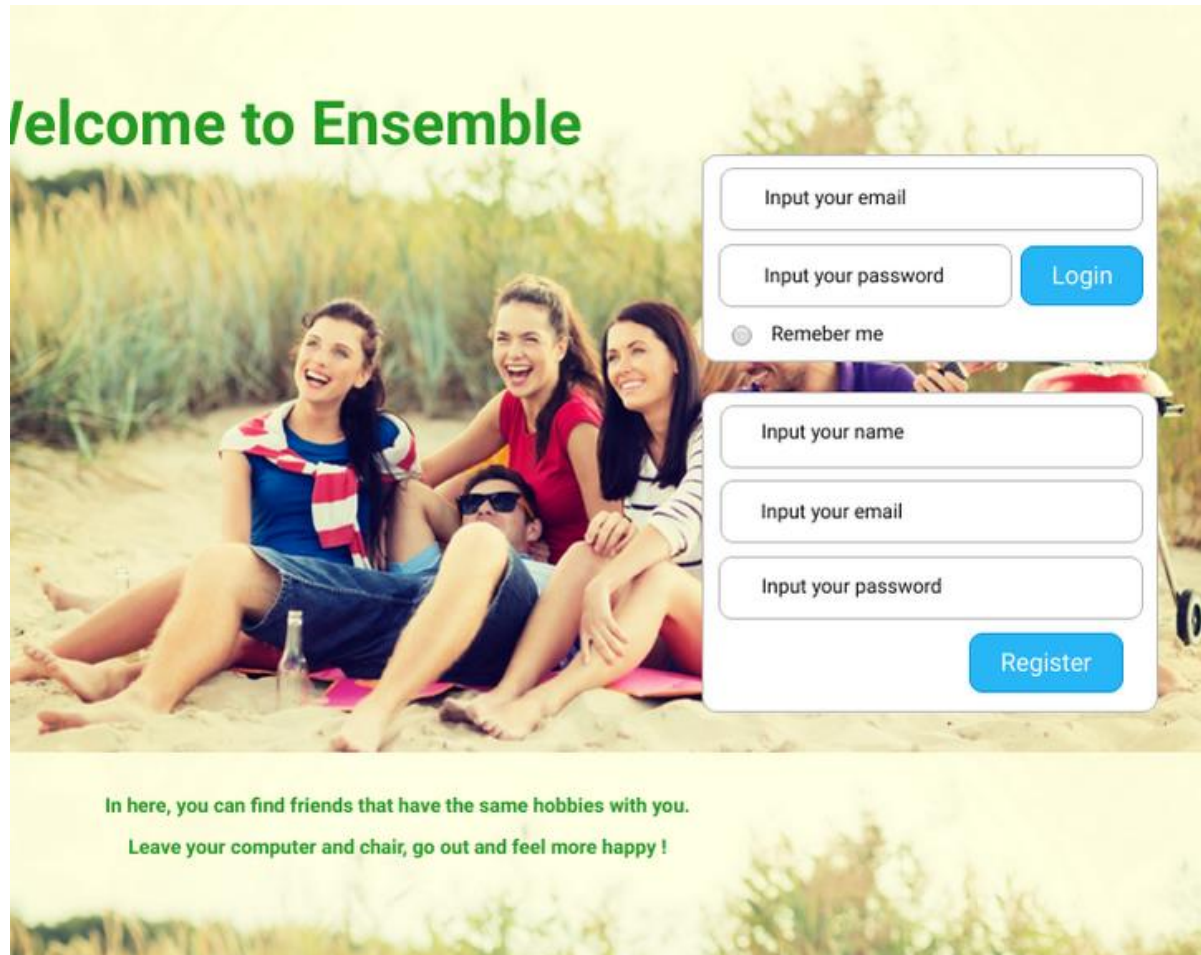 elcome to Ensemble
Input your email
Input your password
Login
Remeber me
Input your name
Input your email
Input your password
Register
In here, you can find friends that have the same hobbies with you.
Leave your computer and chair, go out and feel more happy !